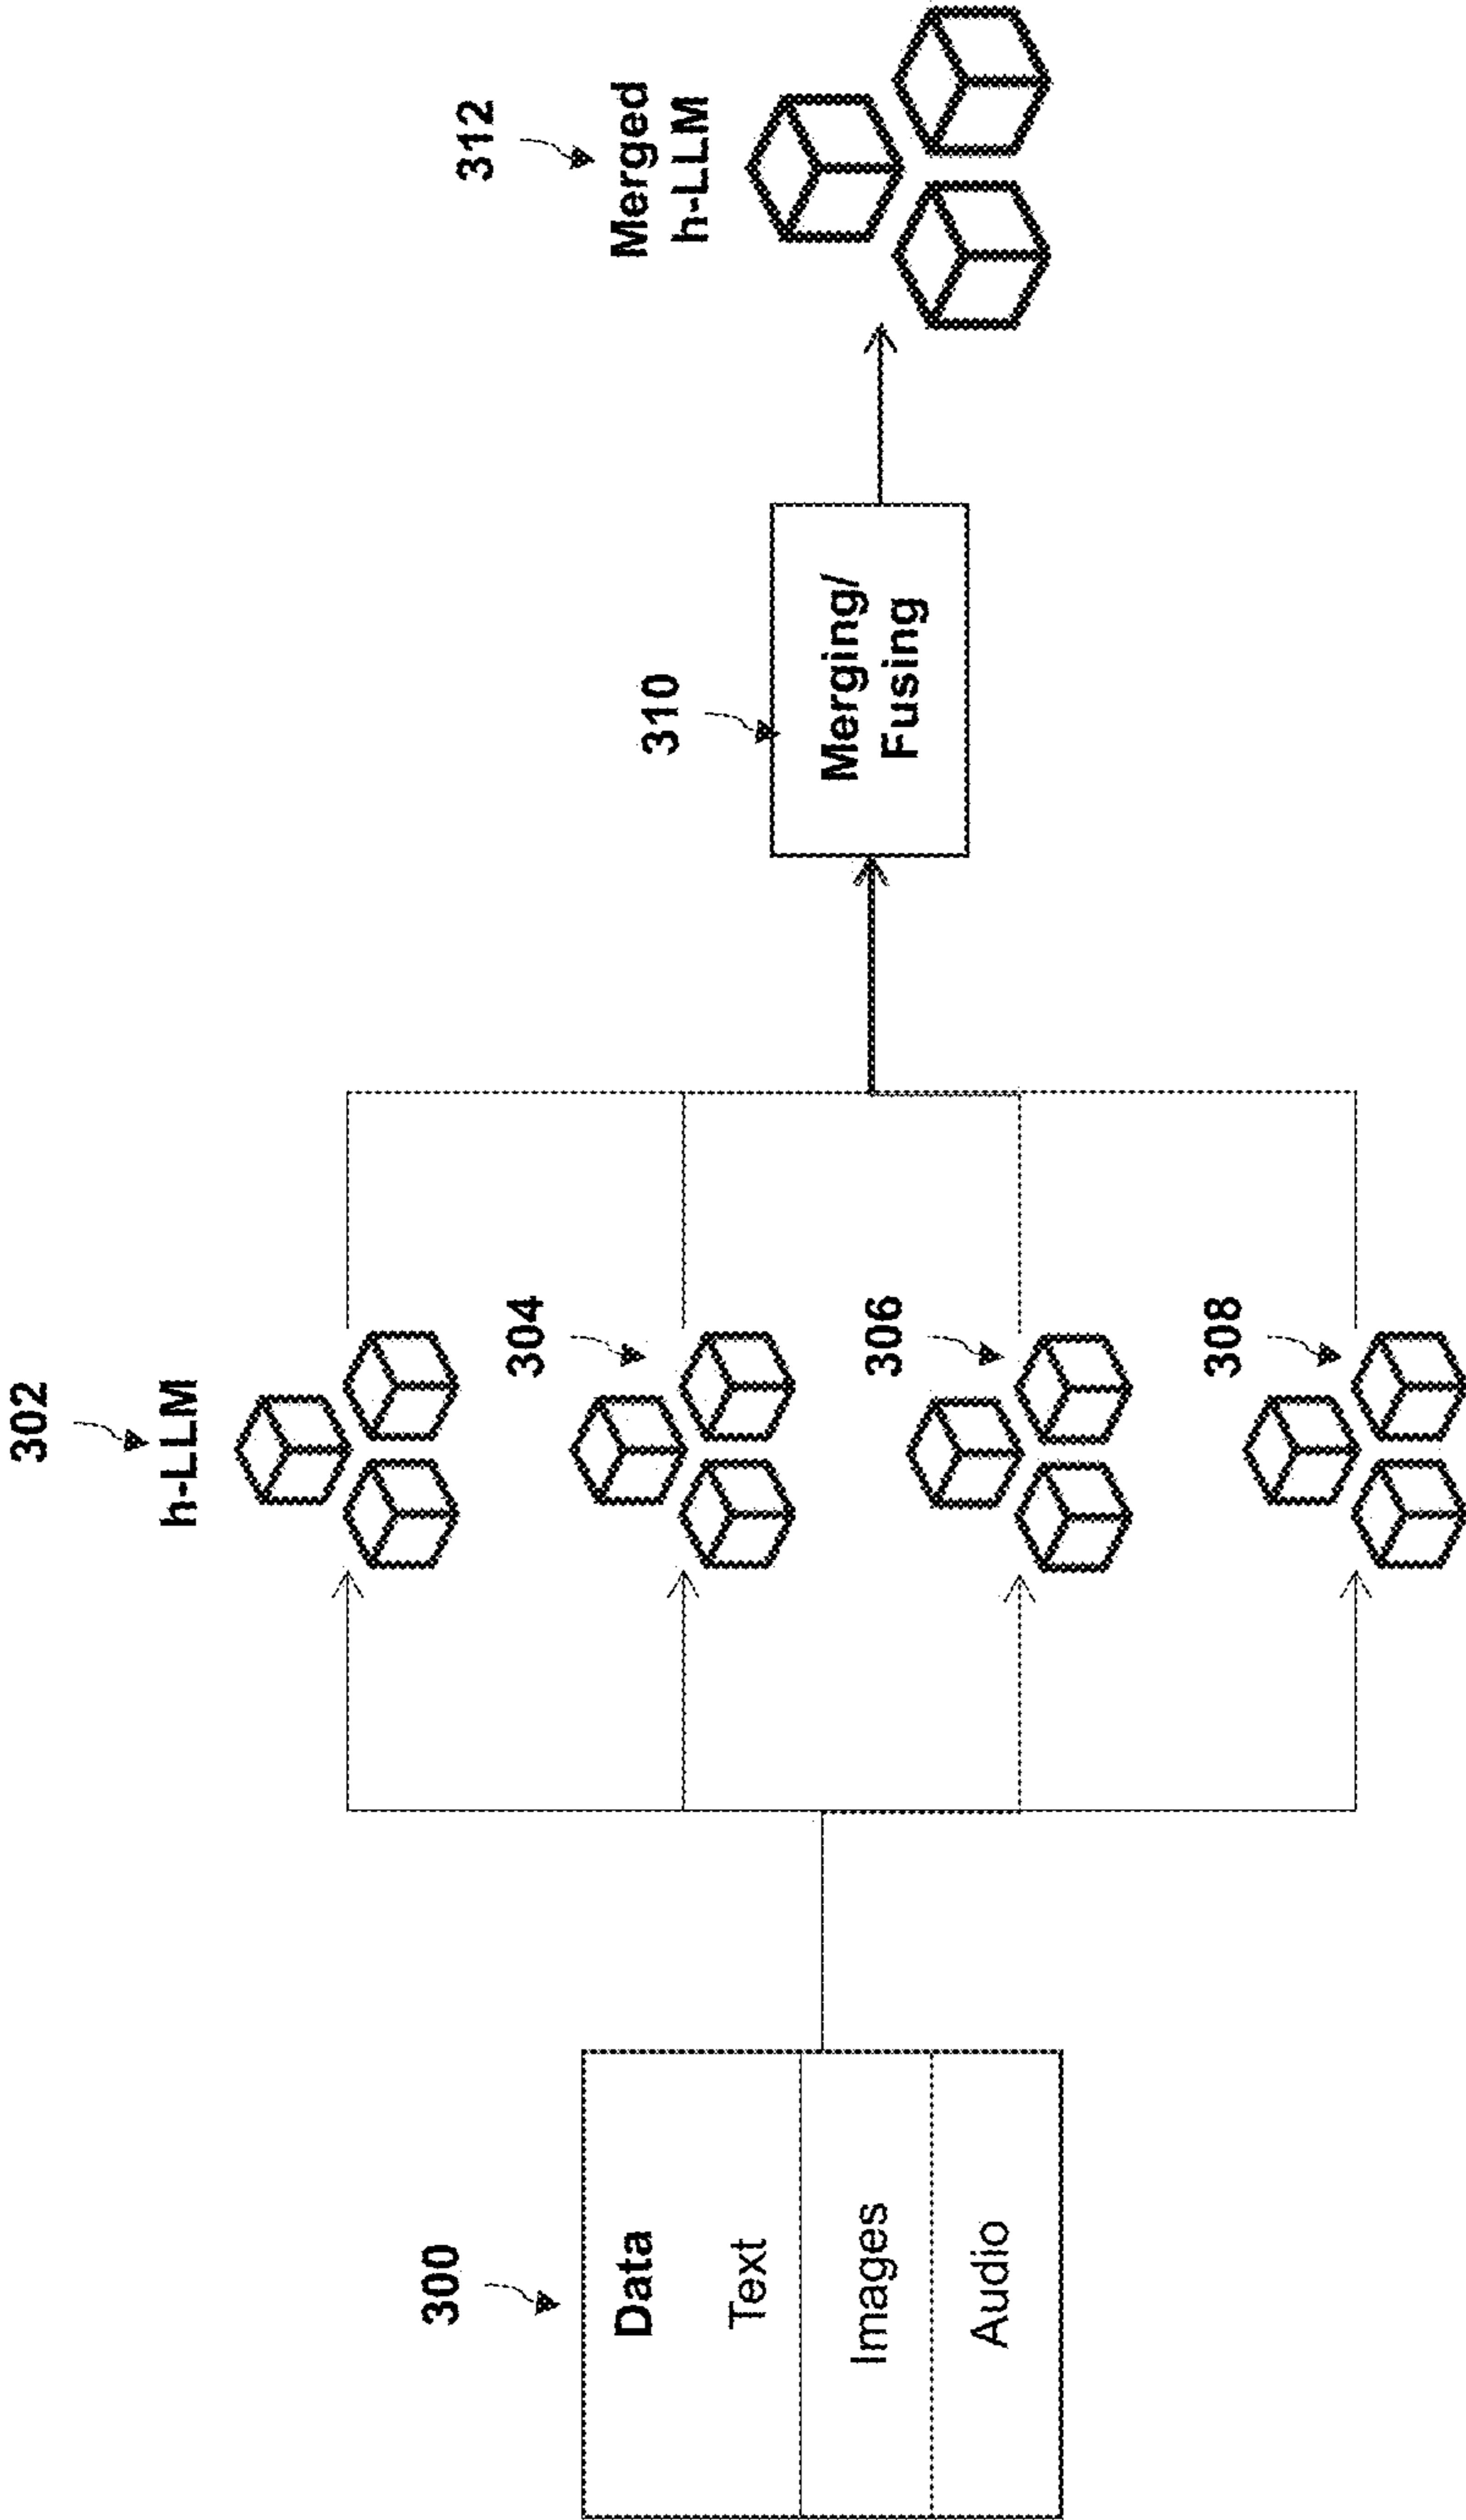 300
Data
Text
Images
Audio
302
h-LLM
304
306
308
310
Merging/
Fusing
312
Merged
h-LLM